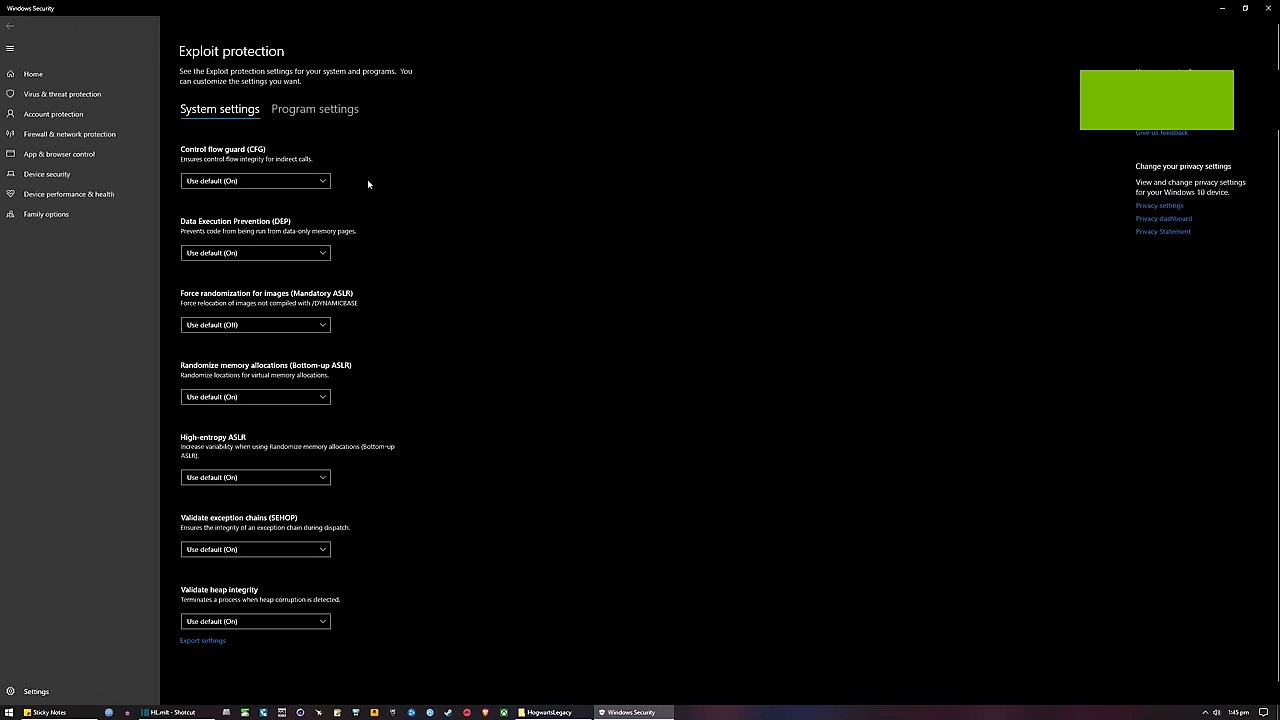 Windows Security
Home
Virus & threat protection
Account protection
Firewall & network protection
App & browser control
Device security
Device performance & health
Family options
Settings
Exploit protection
See the Exploit protection settings for your system and programs. You
can customize the settings you want.
System settings
Program settings
Control flow guard (CFG)
Ensures control flow integrity for indirect calls.
Use default (On)
Data Execution Prevention (DEP)
Prevents code from being run from data-only memory pages.
Use default (On)
Force randomization for images (Mandatory ASLR)
Force relocation of images not compiled with /DYNAMICBASE
Use default (Off)
Randomize memory allocations (Bottom-up ASLR)
Randomize locations for virtual memory allocations.
Use default (On)
High-entropy ASLR
Increase variability when using Randomize memory allocations (Bottom-up
ASLR).
Use default (On)
Validate exception chains (SEHOP)
Ensures the integrity of an exception chain during dispatch.
Use default (On)
Validate heap integrity
Terminates a process when heap corruption is detected.
Use default (On)
Export settings
Give us feedback
Change your privacy settings
View and change privacy settings
for your Windows 10 device.
Privacy settings
Privacy dashboard
Privacy Statement
Sticky Notes
HL.mlt - Shotcut
HogwartsLegacy
Windows Security
1:45 pm